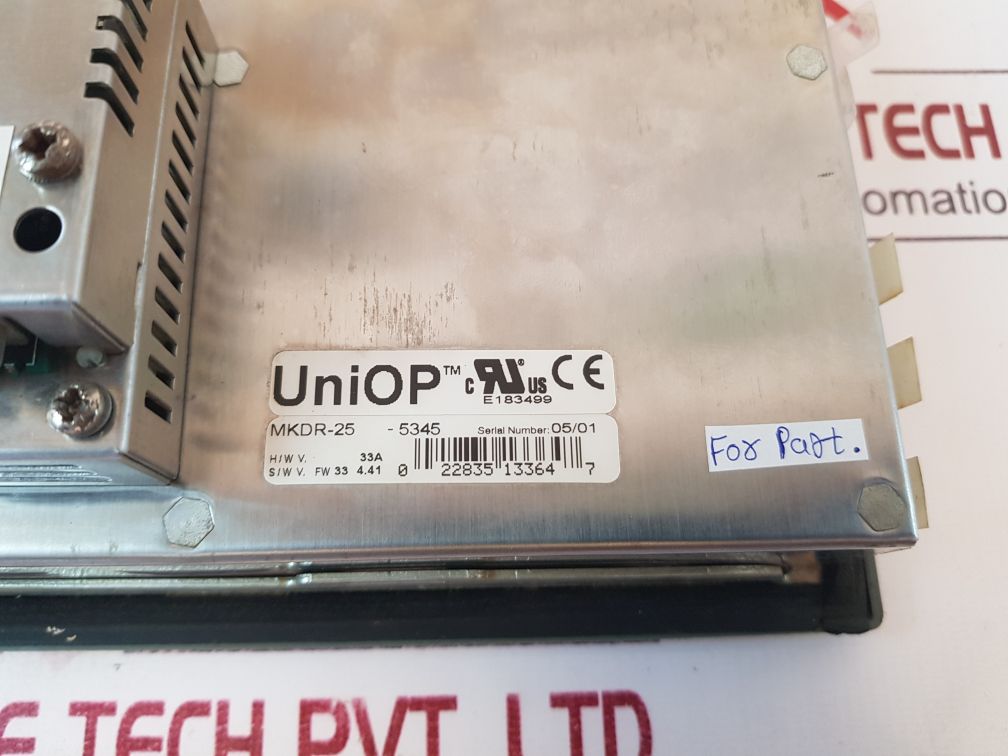 TECH
omatio
UniOP™ c UR® US CE
E183499
MKDR-25 -5345 Serial Number: 05/01
H/W V. 33A
S/W V. FW 33 4.41
0 22835 13364 7
For Part.
E TECH PVT. LTD